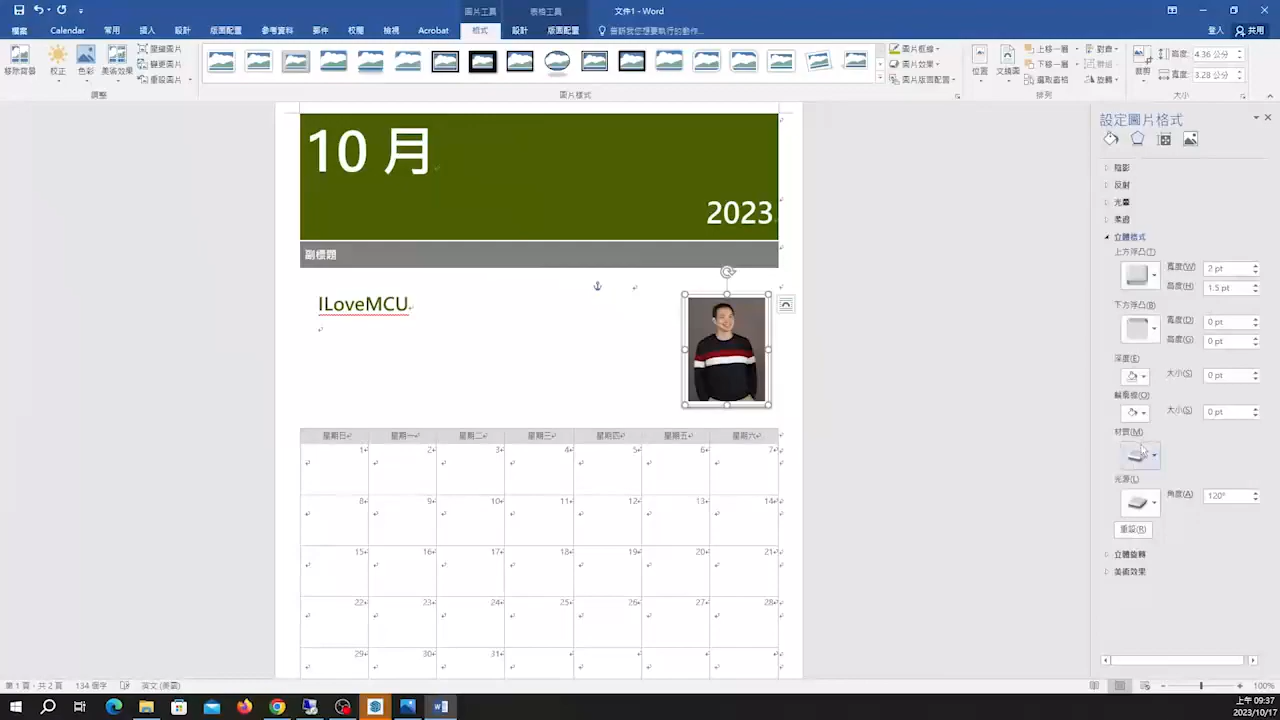 圖片工具 表格工具 文件1 - Word
檔案 Calendar 常用 插入 設計 版面配置 參考資料 郵件 校閱 檢視 Acrobat 格式 設計 版面配置 告訴我您想要執行的動作... 登入 共用
移除背景 校正 色彩 美術效果 壓縮圖片 變更圖片 重設圖片
圖片框線 圖片效果 圖片版面配置
位置 文繞圖 上移一層 下移一層 選取窗格 對齊 組成群組 旋轉
裁剪 高度: 4.36 公分 寬度: 3.28 公分
調整 圖片樣式 排列 大小
10 月
2023
副標題
ILoveMCU
星期日 星期一 星期二 星期三 星期四 星期五 星期六
1 2 3 4 5 6 7
8 9 10 11 12 13 14
15 16 17 18 19 20 21
22 23 24 25 26 27 28
29 30 31
設定圖片格式
陰影
反射
光暈
柔邊
立體格式
上方浮凸(T)
寬度(W) 2 pt
高度(H) 1.5 pt
下方浮凸(B)
寬度(D) 0 pt
高度(G) 0 pt
深度(E)
大小(S) 0 pt
輪廓線(O)
大小(S) 0 pt
材質(M)
光源(L)
角度(A) 120°
重設(R)
立體旋轉
美術效果
第 1 頁，共 2 頁 134 個字 英文 (美國) 100%
上午 09:37
2023/10/17